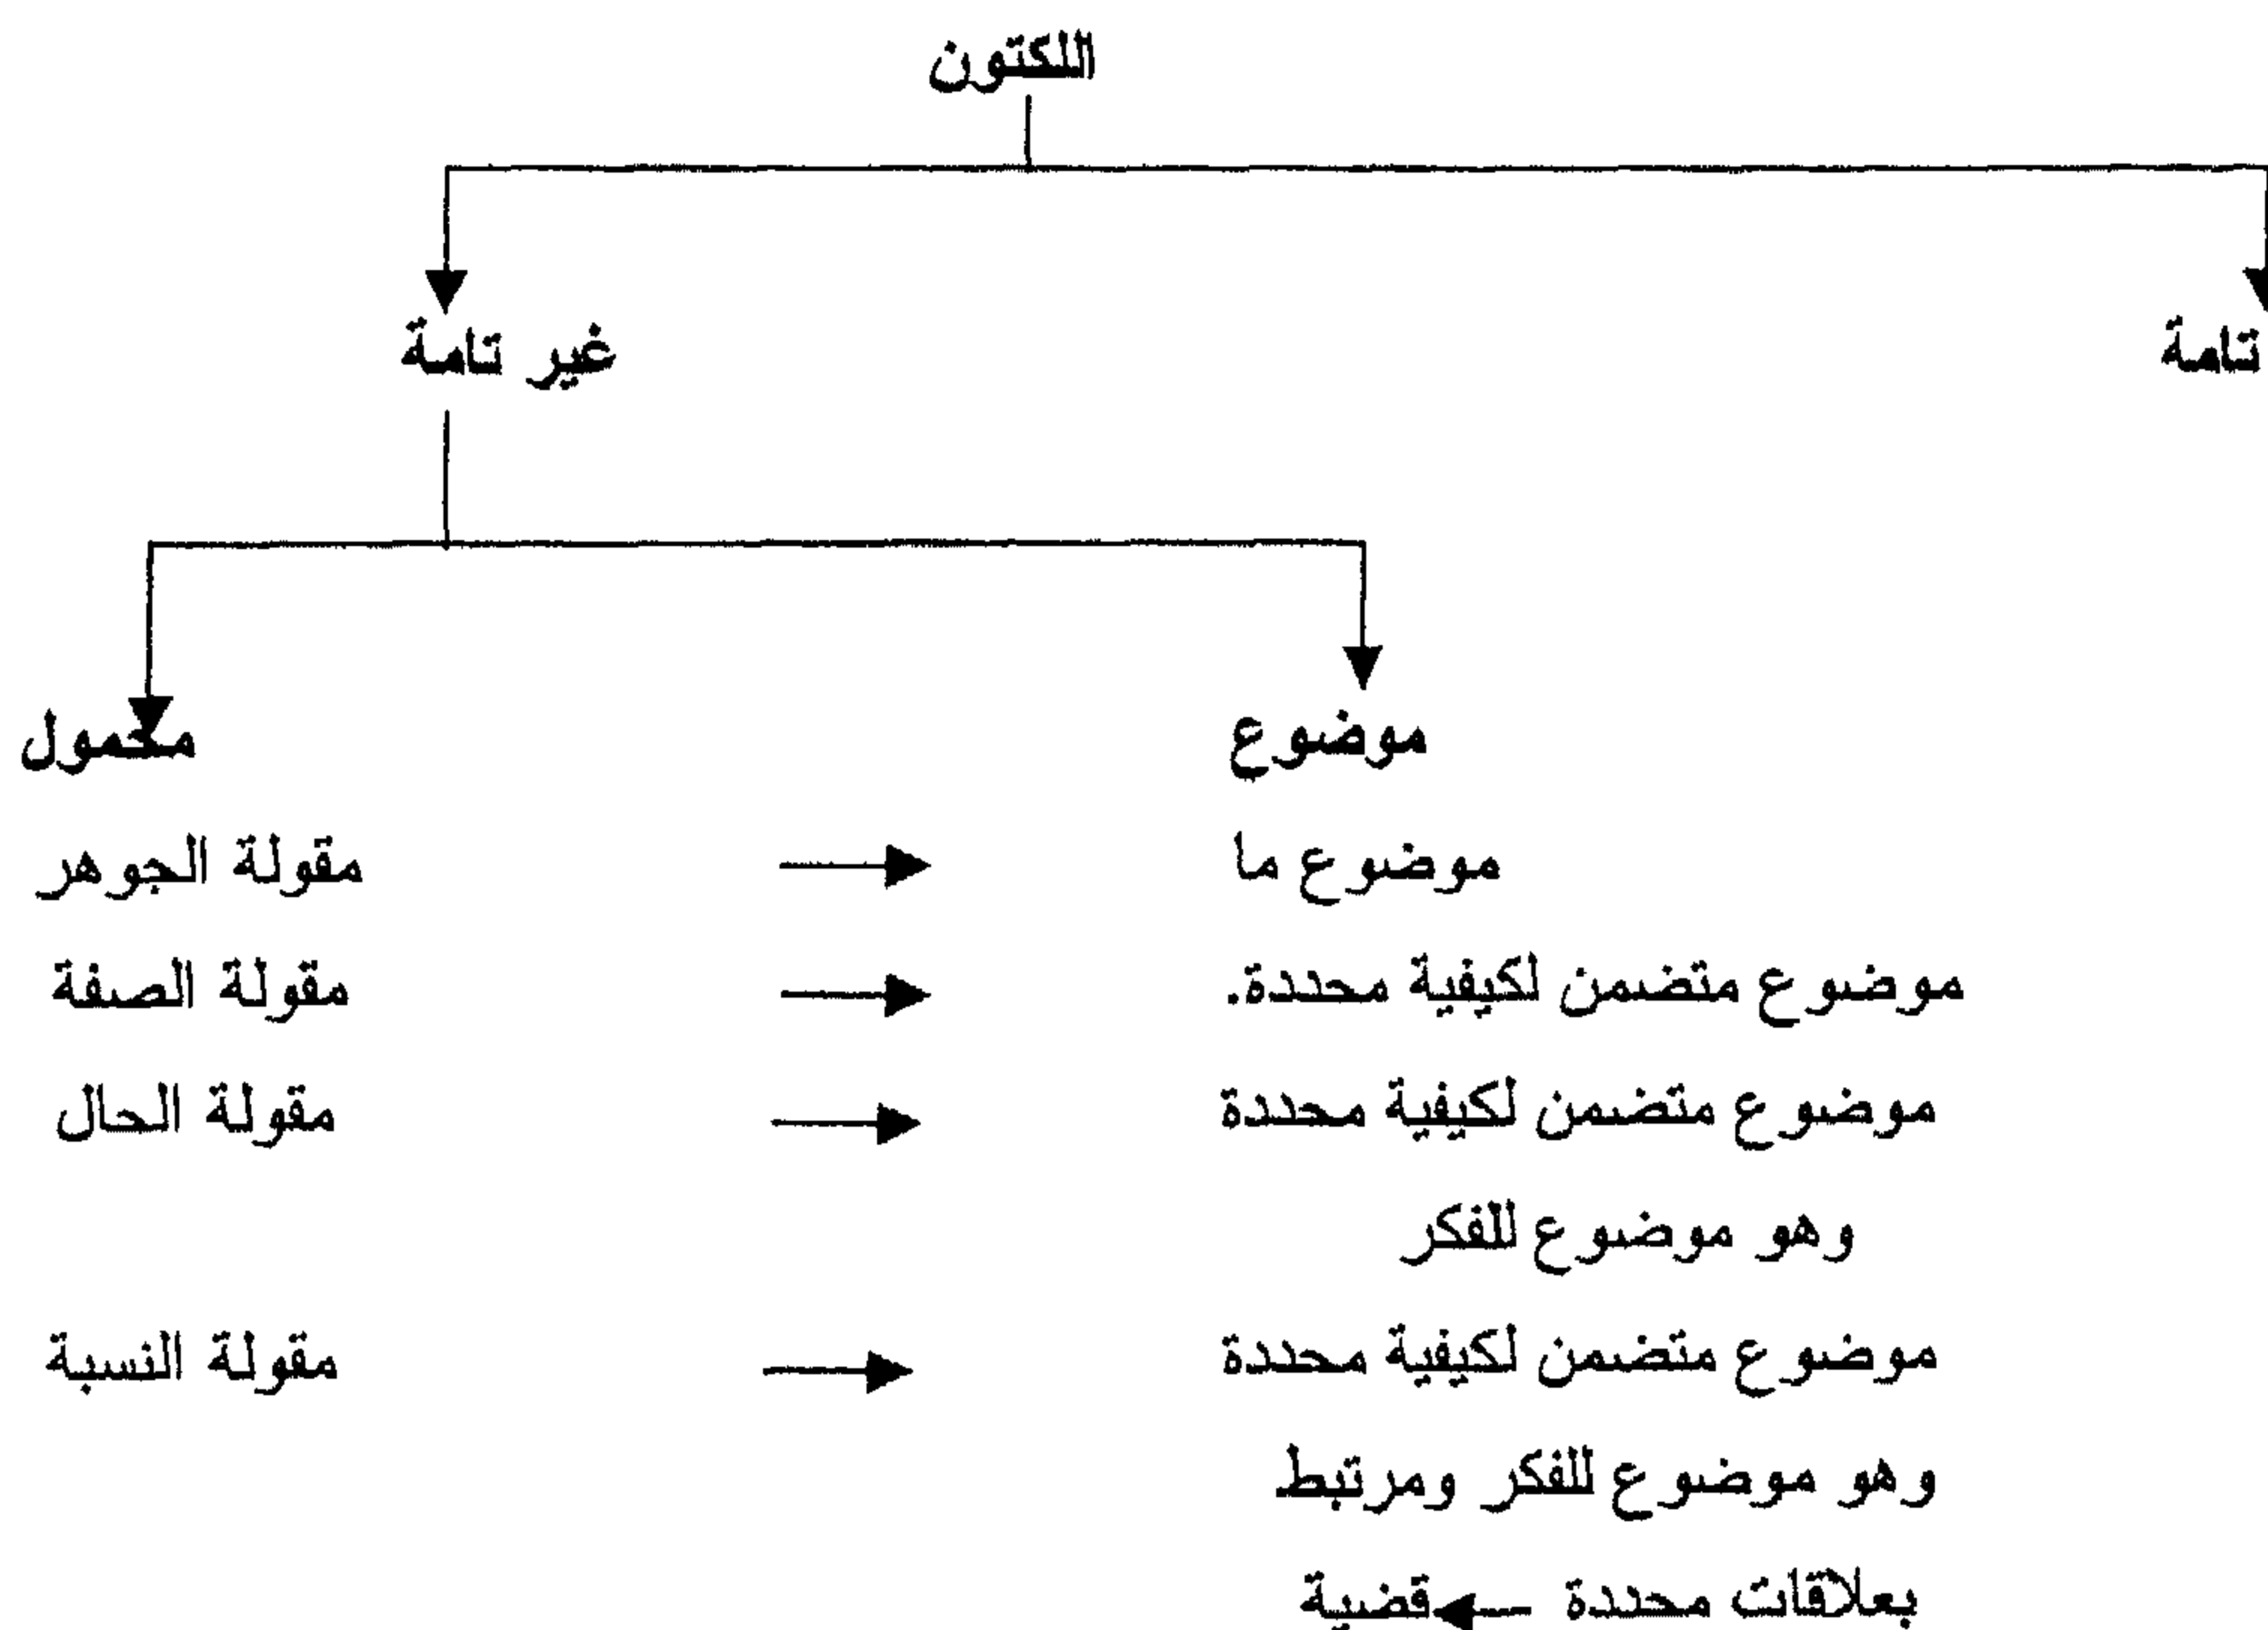 اللكتون
تامة
غير تامة
موضوع
محمول
موضوع ما
مقولة الجوهر
موضوع متضمن لكيفية محددة.
مقولة الصفة
موضوع متضمن لكيفية محددة
مقولة الحال
وهو موضوع للفكر
موضوع متضمن لكيفية محددة
مقولة النسبة
وهو موضوع للفكر ومرتبط
بعلاقات محددة ← قضية